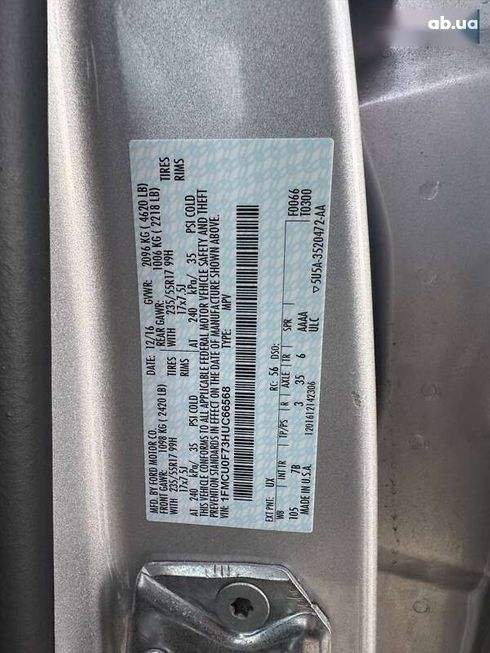 ab.ua
MFD. BY FORD MOTOR CO. DATE: 12/16 GVWR: 2096 KG ( 4620 LB)
FRONT GAWR: 1098 KG (2420 LB) REAR GAWR: 1006 KG ( 2218 LB)
WITH 235/55R17 99H TIRES WITH 235/55R17 99H TIRES
17x7.5J RIMS 17x7.5J RIMS
AT 240 kPa/ 35 PSI COLD AT 240 kPa/ 35 PSI COLD
THIS VEHICLE CONFORMS TO ALL APPLICABLE FEDERAL MOTOR VEHICLE SAFETY AND THEFT
PREVENTION STANDARDS IN EFFECT ON THE DATE OF MANUFACTURE SHOWN ABOVE.
VIN: 1FMCU0F73HUC66568 TYPE: MPV
F0066
T0300
EXT PNT: UX RC: 56 DSO:
WB INT TR TP/PS R AXLE TR SPR
105 7B 3 35 6 AAAA
ULC
MADE IN U.S.A. 1201612142306
▽5U5A-3520472-AA